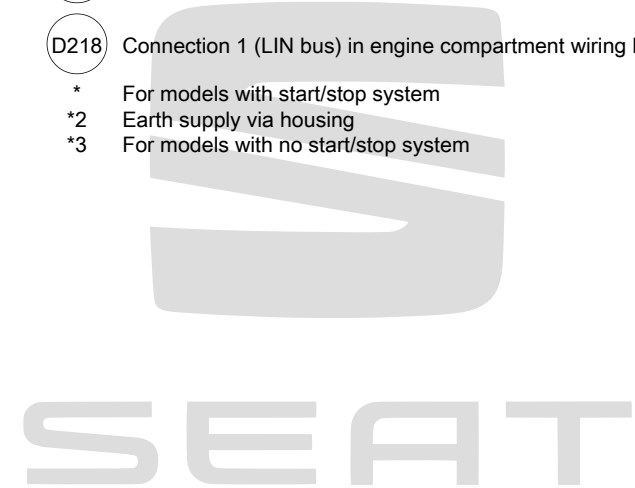 D218 Connection 1 (LIN bus) in engine compartment wiring
* For models with start/stop system
*2 Earth supply via housing
*3 For models with no start/stop system
SEAT